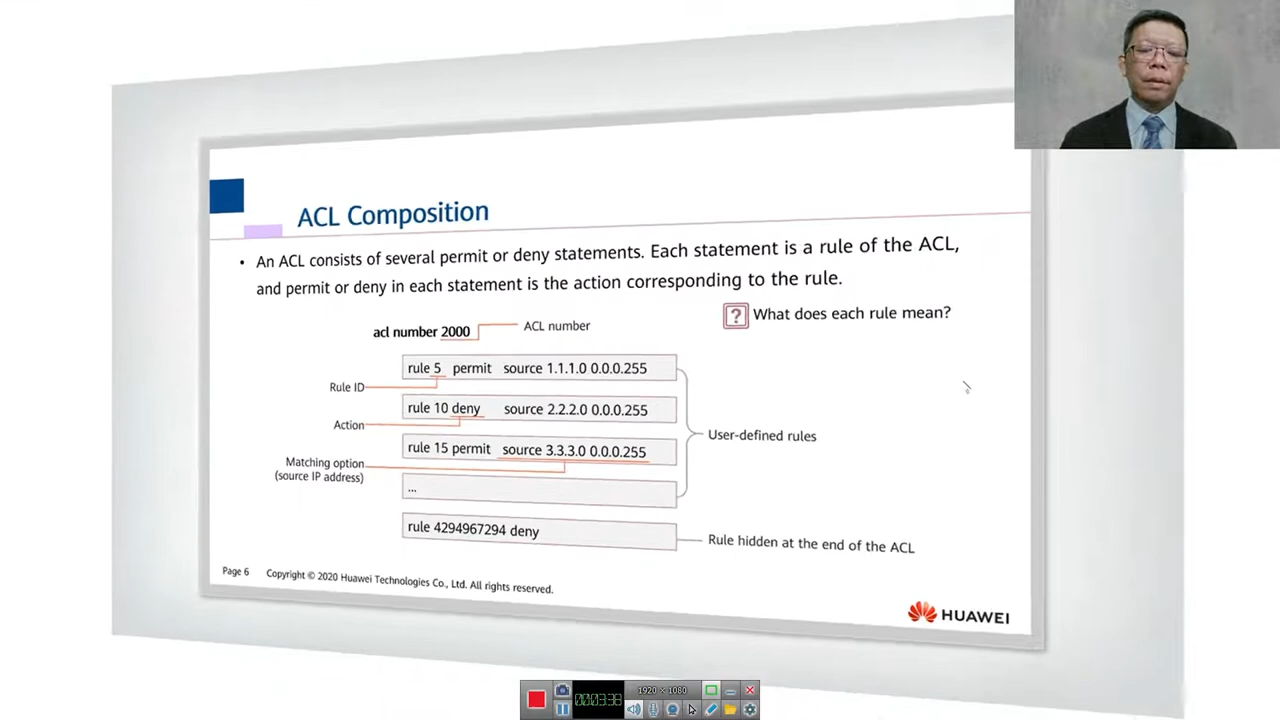 ACL Composition
• An ACL consists of several permit or deny statements. Each statement is a rule of the ACL,
and permit or deny in each statement is the action corresponding to the rule.
? What does each rule mean?
acl number 2000
ACL number
rule 5 permit source 1.1.1.0 0.0.0.255
Rule ID
rule 10 deny source 2.2.2.0 0.0.0.255
Action
User-defined rules
rule 15 permit source 3.3.3.0 0.0.0.255
Matching option
(source IP address)
...
rule 4294967294 deny
Rule hidden at the end of the ACL
Page 6 Copyright © 2020 Huawei Technologies Co., Ltd. All rights reserved.
HUAWEI
00:03:38
1920 × 1080